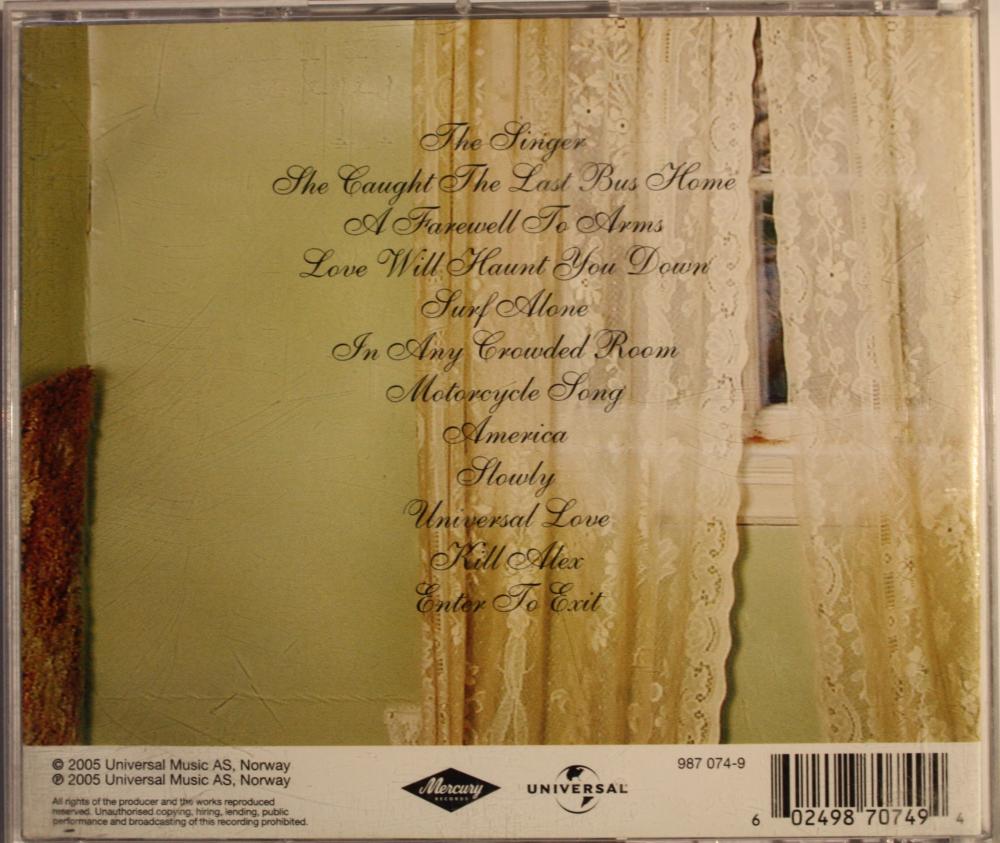 The Singer
She Caught The Last Bus Home
A Farewell To Arms
Love Will Haunt You Down
Surf Alone
In Any Crowded Room
Motorcycle Song
America
Slowly
Universal Love
Kill Alex
Enter To Exit
© 2005 Universal Music AS, Norway
℗ 2005 Universal Music AS, Norway
All rights of the producer and the works reproduced
reserved. Unauthorised copying, hiring, lending, public
performance and broadcasting of this recording prohibited.
Mercury
RECORDS
UNIVERSAL
987 074-9
6 02498 70749 4